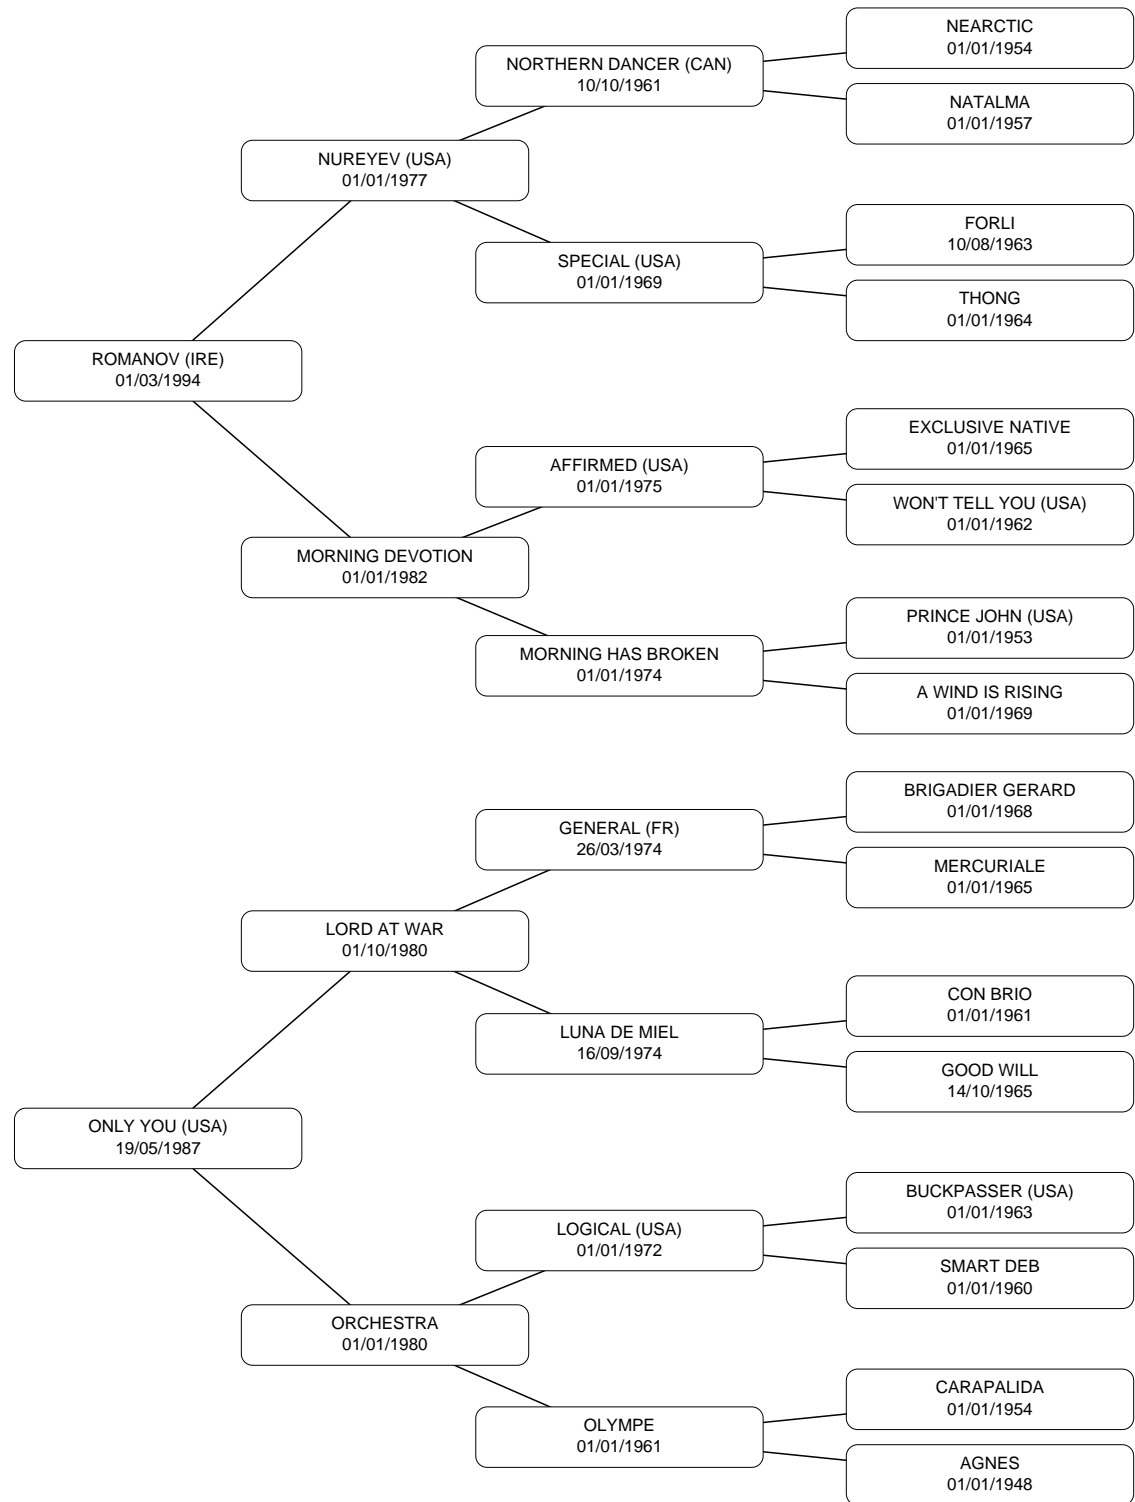 NEARCTIC
01/01/1954
NORTHERN DANCER (CAN)
10/10/1961
NATALMA
01/01/1957
NUREYEV (USA)
01/01/1977
FORLI
10/08/1963
SPECIAL (USA)
01/01/1969
THONG
01/01/1964
ROMANOV (IRE)
01/03/1994
EXCLUSIVE NATIVE
01/01/1965
AFFIRMED (USA)
01/01/1975
WON'T TELL YOU (USA)
01/01/1962
MORNING DEVOTION
01/01/1982
PRINCE JOHN (USA)
01/01/1953
MORNING HAS BROKEN
01/01/1974
A WIND IS RISING
01/01/1969
BRIGADIER GERARD
01/01/1968
GENERAL (FR)
26/03/1974
MERCURIALE
01/01/1965
LORD AT WAR
01/10/1980
CON BRIO
01/01/1961
LUNA DE MIEL
16/09/1974
GOOD WILL
14/10/1965
ONLY YOU (USA)
19/05/1987
BUCKPASSER (USA)
01/01/1963
LOGICAL (USA)
01/01/1972
SMART DEB
01/01/1960
ORCHESTRA
01/01/1980
CARAPALIDA
01/01/1954
OLYMPE
01/01/1961
AGNES
01/01/1948